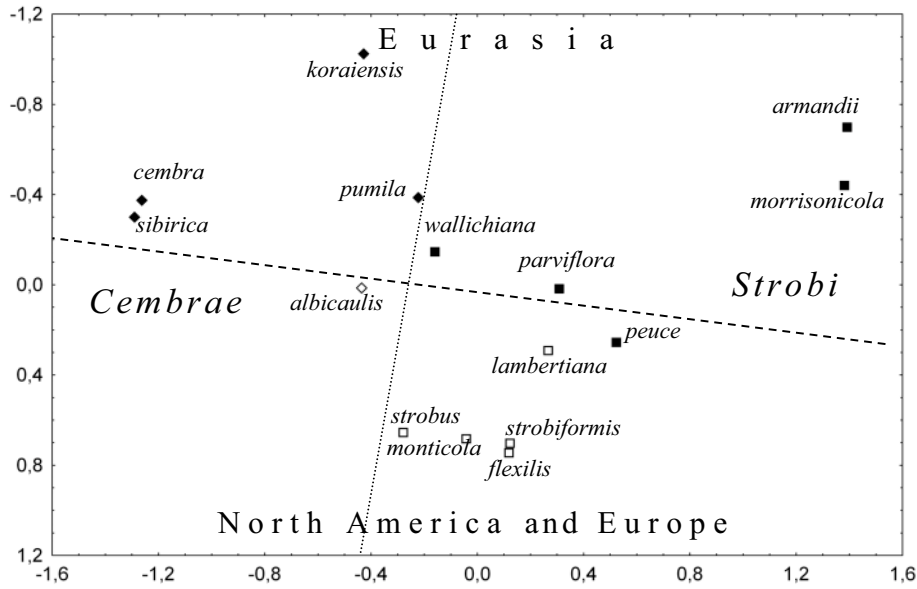 -1,2
E u r a s i a
koraiensis
-0,8
armandii
cembra
-0,4
pumila
morrisonicola
sibirica
wallichiana
parviflora
0,0
Cembrae
albicaulis
Strobi
peuce
lambertiana
0,4
strobus
strobiformis
monticola
flexilis
0,8
North America and Europe
1,2
-1,6 -1,2 -0,8 -0,4 0,0 0,4 0,8 1,2 1,6